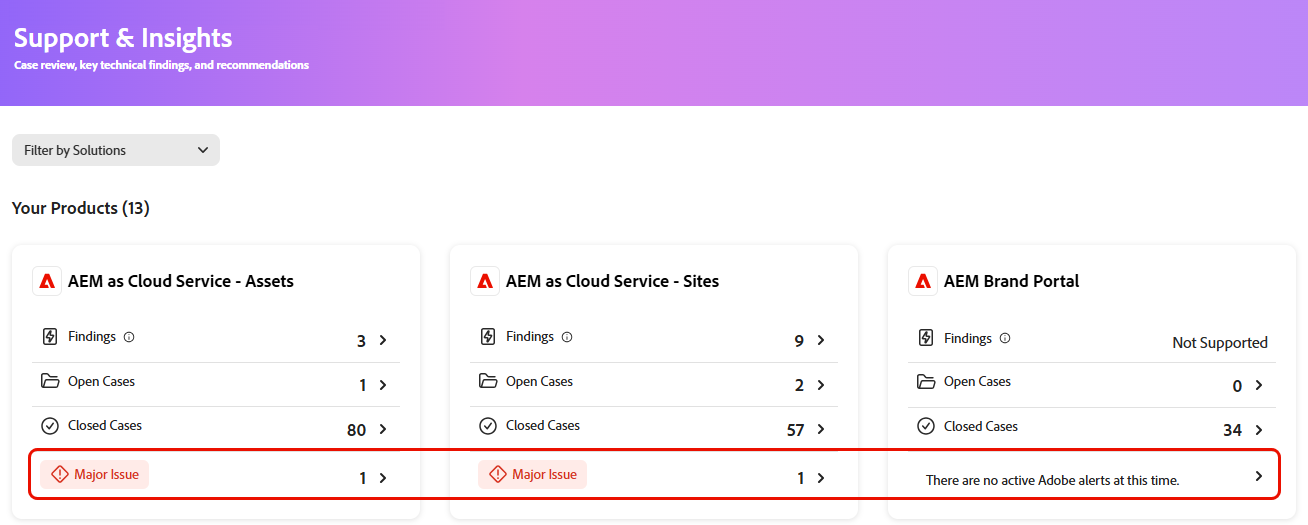 Support & Insights
Case review, key technical findings, and recommendations
Filter by Solutions
Your Products (13)
AEM as Cloud Service - Assets
Findings
3
Open Cases
1
Closed Cases
80
Major Issue
1
AEM as Cloud Service - Sites
Findings
9
Open Cases
2
Closed Cases
57
Major Issue
1
AEM Brand Portal
Findings
Not Supported
Open Cases
0
Closed Cases
34
There are no active Adobe alerts at this time.